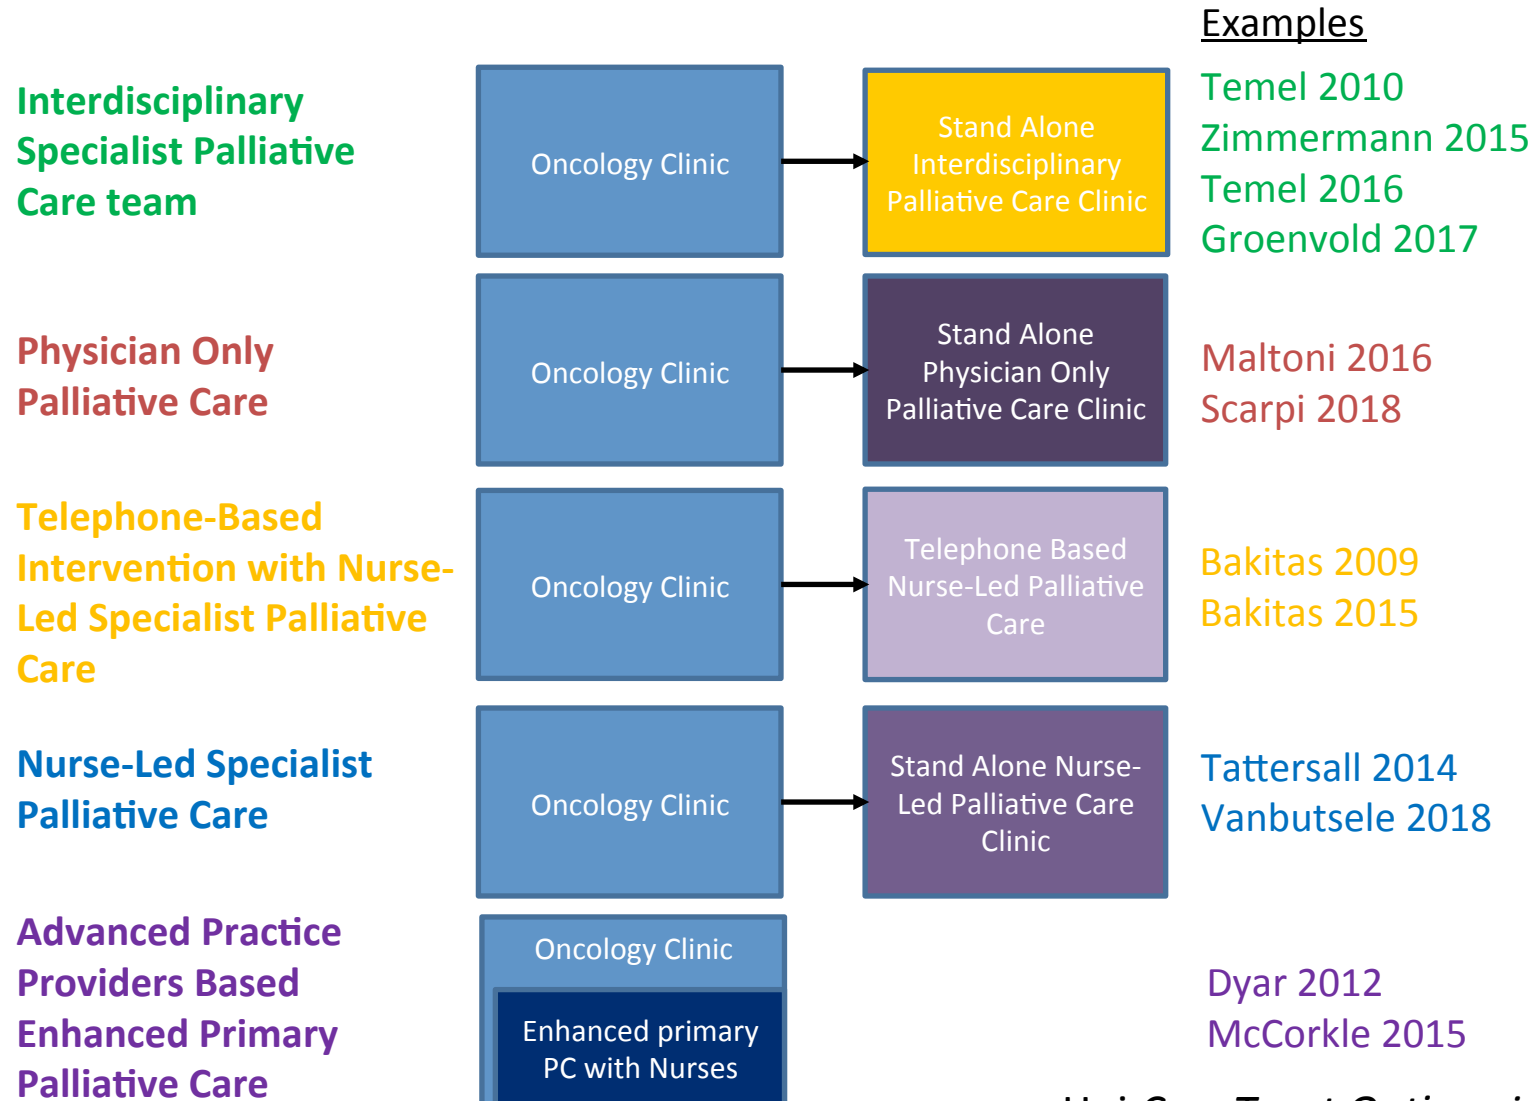 Examples
Interdisciplinary
Specialist Palliative
Care team
Oncology Clinic
Stand Alone
Interdisciplinary
Palliative Care Clinic
Temel 2010
Zimmermann 2015
Temel 2016
Groenvold 2017
Physician Only
Palliative Care
Oncology Clinic
Stand Alone
Physician Only
Palliative Care Clinic
Maltoni 2016
Scarpi 2018
Telephone-Based
Intervention with Nurse-
Led Specialist Palliative
Care
Oncology Clinic
Telephone Based
Nurse-Led Palliative
Care
Bakitas 2009
Bakitas 2015
Nurse-Led Specialist
Palliative Care
Oncology Clinic
Stand Alone Nurse-
Led Palliative Care
Clinic
Tattersall 2014
Vanbutsele 2018
Advanced Practice
Providers Based
Enhanced Primary
Palliative Care
Oncology Clinic
Enhanced primary
PC with Nurses
Dyar 2012
McCorkle 2015